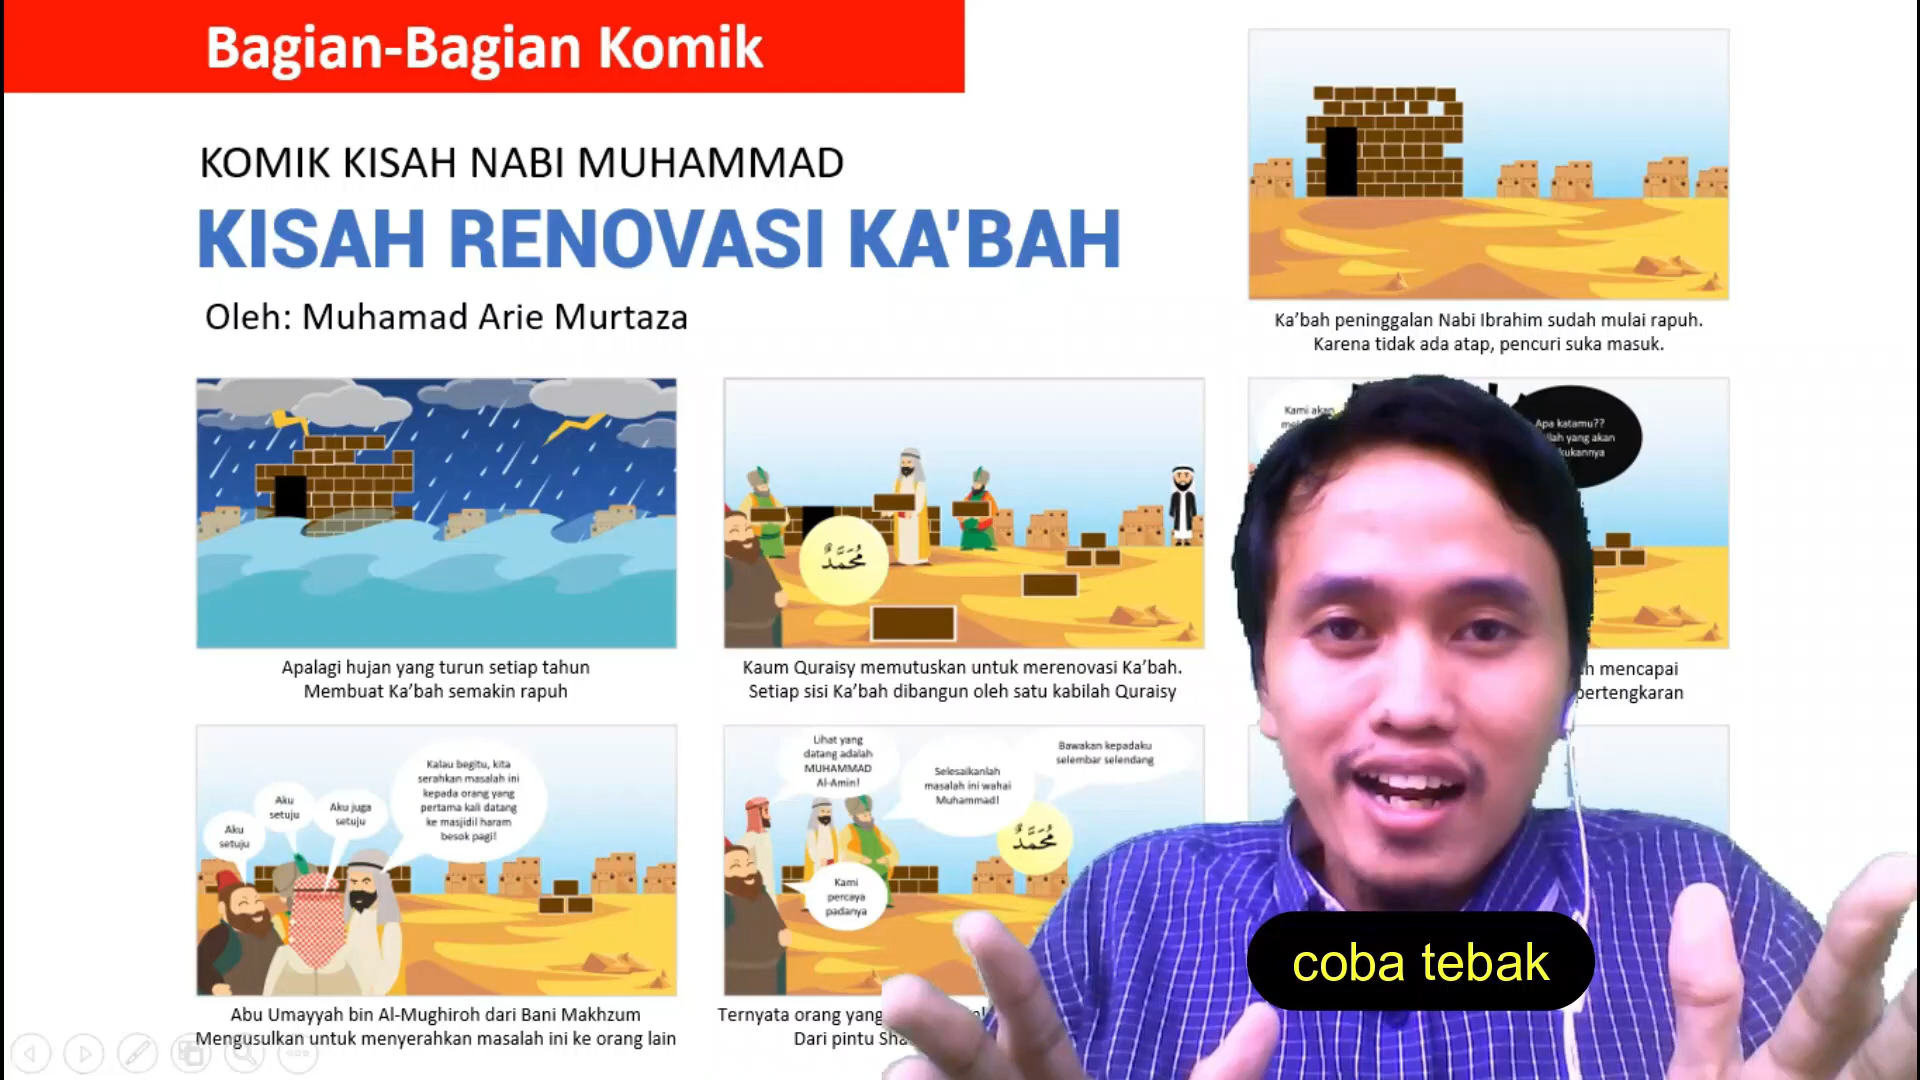 Bagian-Bagian Komik
KOMIK KISAH NABI MUHAMMAD
KISAH RENOVASI KA'BAH
Oleh: Muhamad Arie Murtaza
Ka'bah peninggalan Nabi Ibrahim sudah mulai rapuh.
Karena tidak ada atap, pencuri suka masuk.
Apalagi hujan yang turun setiap tahun
Membuat Ka'bah semakin rapuh
مُحَمَّدٌ
Kaum Quraisy memutuskan untuk merenovasi Ka'bah.
Setiap sisi Ka'bah dibangun oleh satu kabilah Quraisy
Kami akan
Apa katamu??
yang akan
mencapai
pertengkaran
Aku
setuju
Aku
setuju
Aku juga
setuju
Kalau begitu, kita
serahkan masalah ini
kepada orang yang
pertama kali datang
ke masjidil haram
besok pagi!
Abu Umayyah bin Al-Mughiroh dari Bani Makhzum
Mengusulkan untuk menyerahkan masalah ini ke orang lain
Lihat yang
datang adalah
MUHAMMAD
Al-Amin!
Selesaikanlah
masalah ini wahai
Muhammad!
Bawakan kepadaku
selembar selendang
مُحَمَّدٌ
Kami
percaya
padanya
Ternyata orang yang
Dari pintu
coba tebak